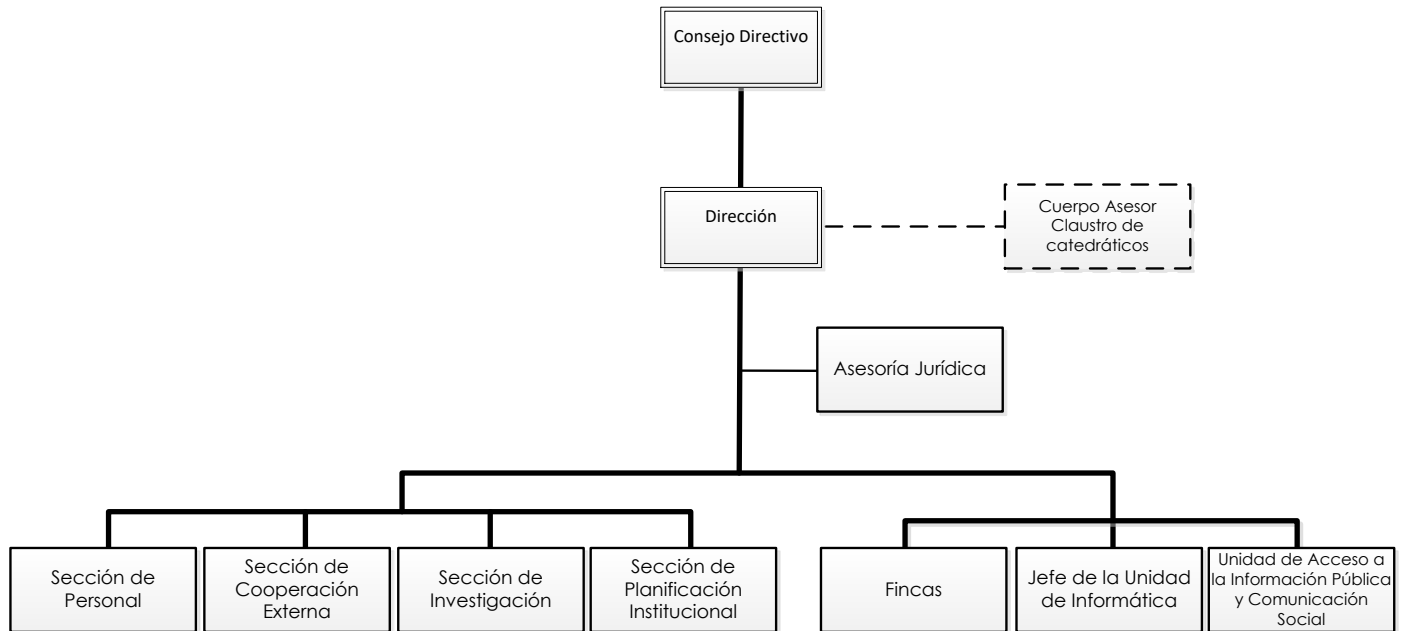 Consejo Directivo
Dirección
Cuerpo Asesor
Claustro de
catedráticos
Asesoría Jurídica
Sección de
Personal
Sección de
Cooperación
Externa
Sección de
Investigación
Sección de
Planificación
Institucional
Fincas
Jefe de la Unidad
de Informática
Unidad de Acceso a
la Información Pública
y Comunicación
Social